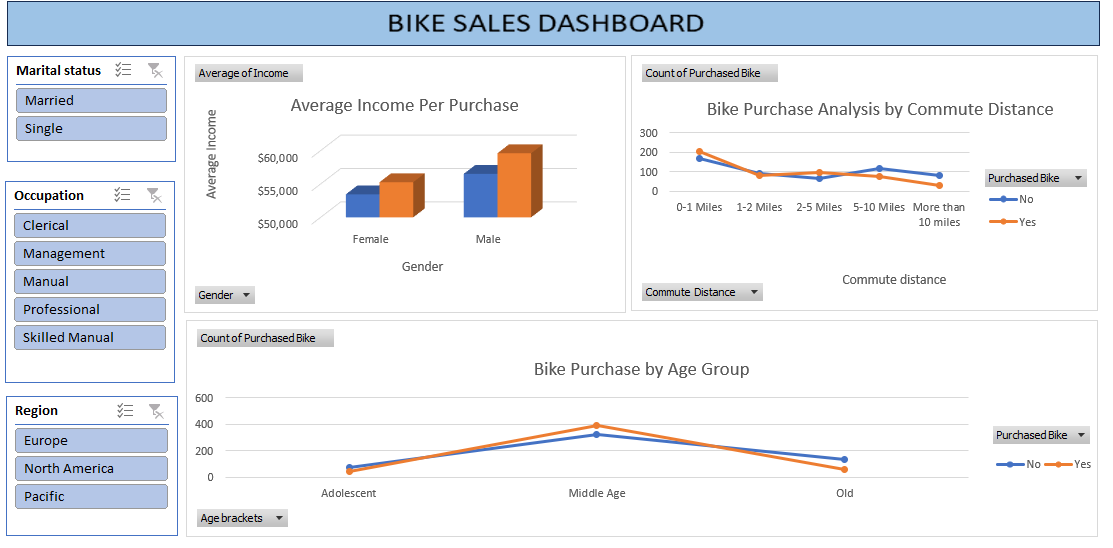 BIKE SALES DASHBOARD
Marital status
Married
Single
Occupation
Clerical
Management
Manual
Professional
Skilled Manual
Region
Europe
North America
Pacific
Average of Income
Average Income Per Purchase
Average Income
$60,000
$55,000
$50,000
Female Male
Gender
Gender
Count of Purchased Bike
Bike Purchase Analysis by Commute Distance
300
200
100
0
0-1 Miles 1-2 Miles 2-5 Miles 5-10 Miles More than
10 miles
Commute distance
Purchased Bike
No
Yes
Commute Distance
Count of Purchased Bike
Bike Purchase by Age Group
600
400
200
0
Adolescent Middle Age Old
Purchased Bike
No Yes
Age brackets